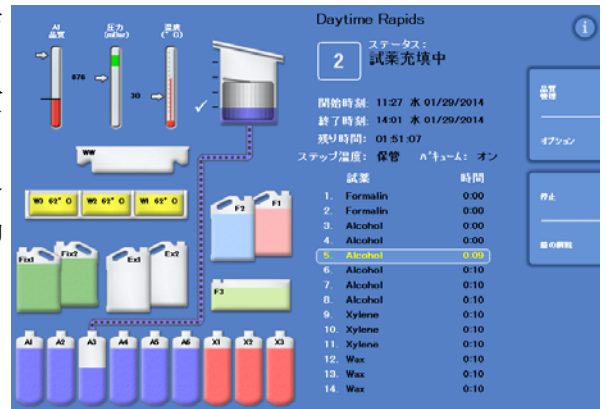 Daytime Rapids
i
2
ステータス:
試薬充填中
開始時刻: 11:27 水 01/29/2014
終了時刻: 14:01 水 01/29/2014
残り時間: 01:51:07
ステップ温度: 保管 バキューム: オン
試薬 時間
1. Formalin 0:00
2. Formalin 0:00
3. Alcohol 0:00
4. Alcohol 0:00
5. Alcohol 0:09
6. Alcohol 0:10
7. Alcohol 0:10
8. Alcohol 0:10
9. Xylene 0:10
10. Xylene 0:10
11. Xylene 0:10
12. Wax 0:10
13. Wax 0:10
14. Wax 0:10
品質
管理
オプション
停止
蓋の解除
品質
圧力
(mBar)
温度
876
30
WW
W3 62°
W2 62°
W1 62°
F2 F1
Fix1 Fix2
Ex1 Ex2
F3
A1 A2 A3 A4 A5 A6 X1 X2 X3